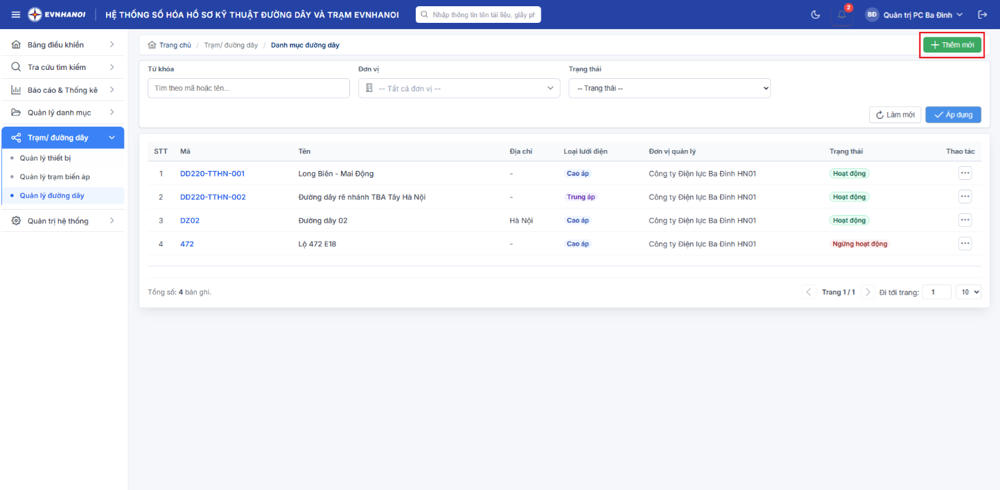 EVNHANOI
HỆ THỐNG SỐ HÓA HỒ SƠ KỸ THUẬT ĐƯỜNG DÂY VÀ TRẠM EVNHANOI
Nhập thông tin tên tài liệu, giấy ph
2
BĐ
Quản trị PC Ba Đình
Bảng điều khiển
Tra cứu tìm kiếm
Báo cáo & Thống kê
Quản lý danh mục
Trạm/ đường dây
Quản lý thiết bị
Quản lý trạm biến áp
Quản lý đường dây
Quản trị hệ thống
Trang chủ / Trạm/ đường dây / Danh mục đường dây
Thêm mới
Từ khóa Đơn vị Trạng thái
Tìm theo mã hoặc tên... -- Tất cả đơn vị -- -- Trạng thái --
Làm mới Áp dụng
STT Mã Tên Địa chỉ Loại lưới điện Đơn vị quản lý Trạng thái Thao tác
1 DD220-TTHN-001 Long Biên - Mai Động - Cao áp Công ty Điện lực Ba Đình HN01 Hoạt động
2 DD220-TTHN-002 Đường dây rẽ nhánh TBA Tây Hà Nội - Trung áp Công ty Điện lực Ba Đình HN01 Hoạt động
3 DZ02 Đường dây 02 Hà Nội Cao áp Công ty Điện lực Ba Đình HN01 Hoạt động
4 472 Lộ 472 E18 - Cao áp Công ty Điện lực Ba Đình HN01 Ngừng hoạt động
Tổng số: 4 bản ghi. Trang 1 / 1 Đi tới trang: 1 10